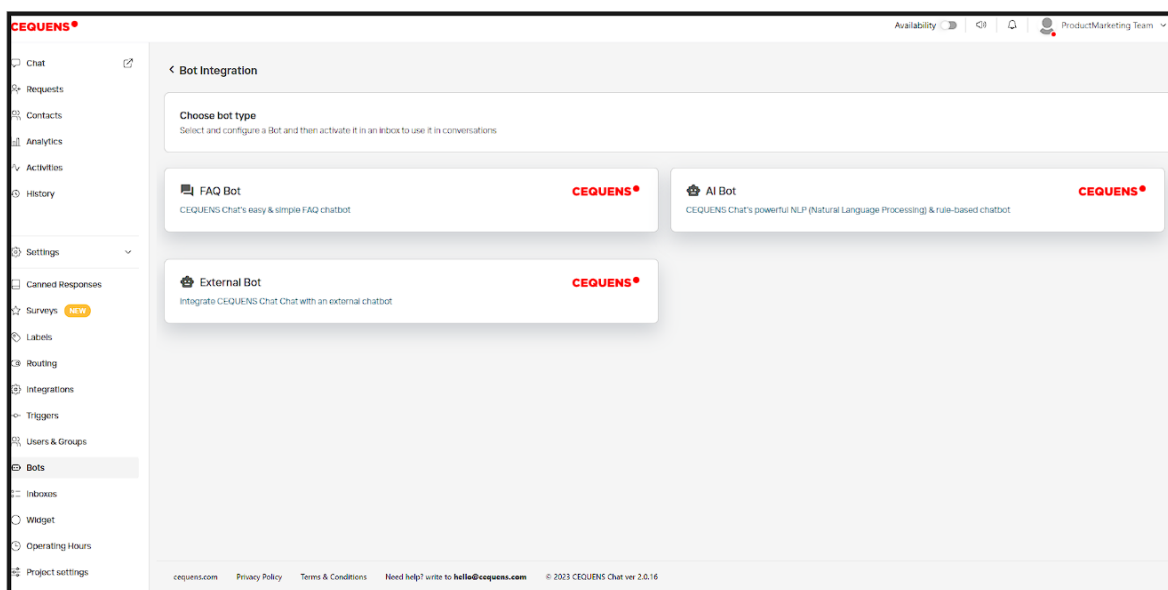 CEQUENS
Availability
ProductMarketing Team
Chat
Requests
Contacts
Analytics
Activities
History
Settings
Canned Responses
Surveys NEW
Labels
Routing
Integrations
Triggers
Users & Groups
Bots
Inboxes
Widget
Operating Hours
Project settings
Bot Integration
Choose bot type
Select and configure a Bot and then activate it in an inbox to use it in conversations
FAQ Bot CEQUENS
CEQUENS Chat's easy & simple FAQ chatbot
AI Bot CEQUENS
CEQUENS Chat's powerful NLP (Natural Language Processing) & rule-based chatbot
External Bot CEQUENS
Integrate CEQUENS Chat Chat with an external chatbot
cequens.com Privacy Policy Terms & Conditions Need help? write to hello@cequens.com © 2023 CEQUENS Chat ver 2.0.16